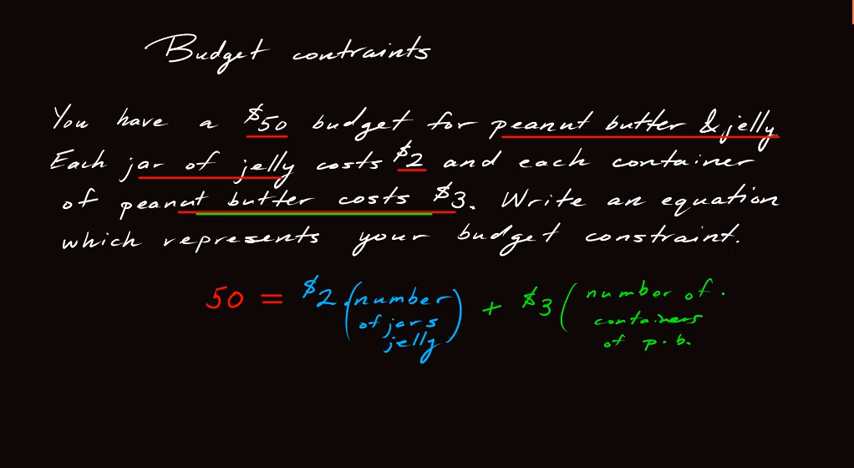 Budget contraints
You have a $50 budget for peanut butter & jelly
Each jar of jelly costs $2 and each container
of peanut butter costs $3. Write an equation
which represents your budget constraint.
50 = $2 (number of jars jelly) + $3 (number of containers of p.b.